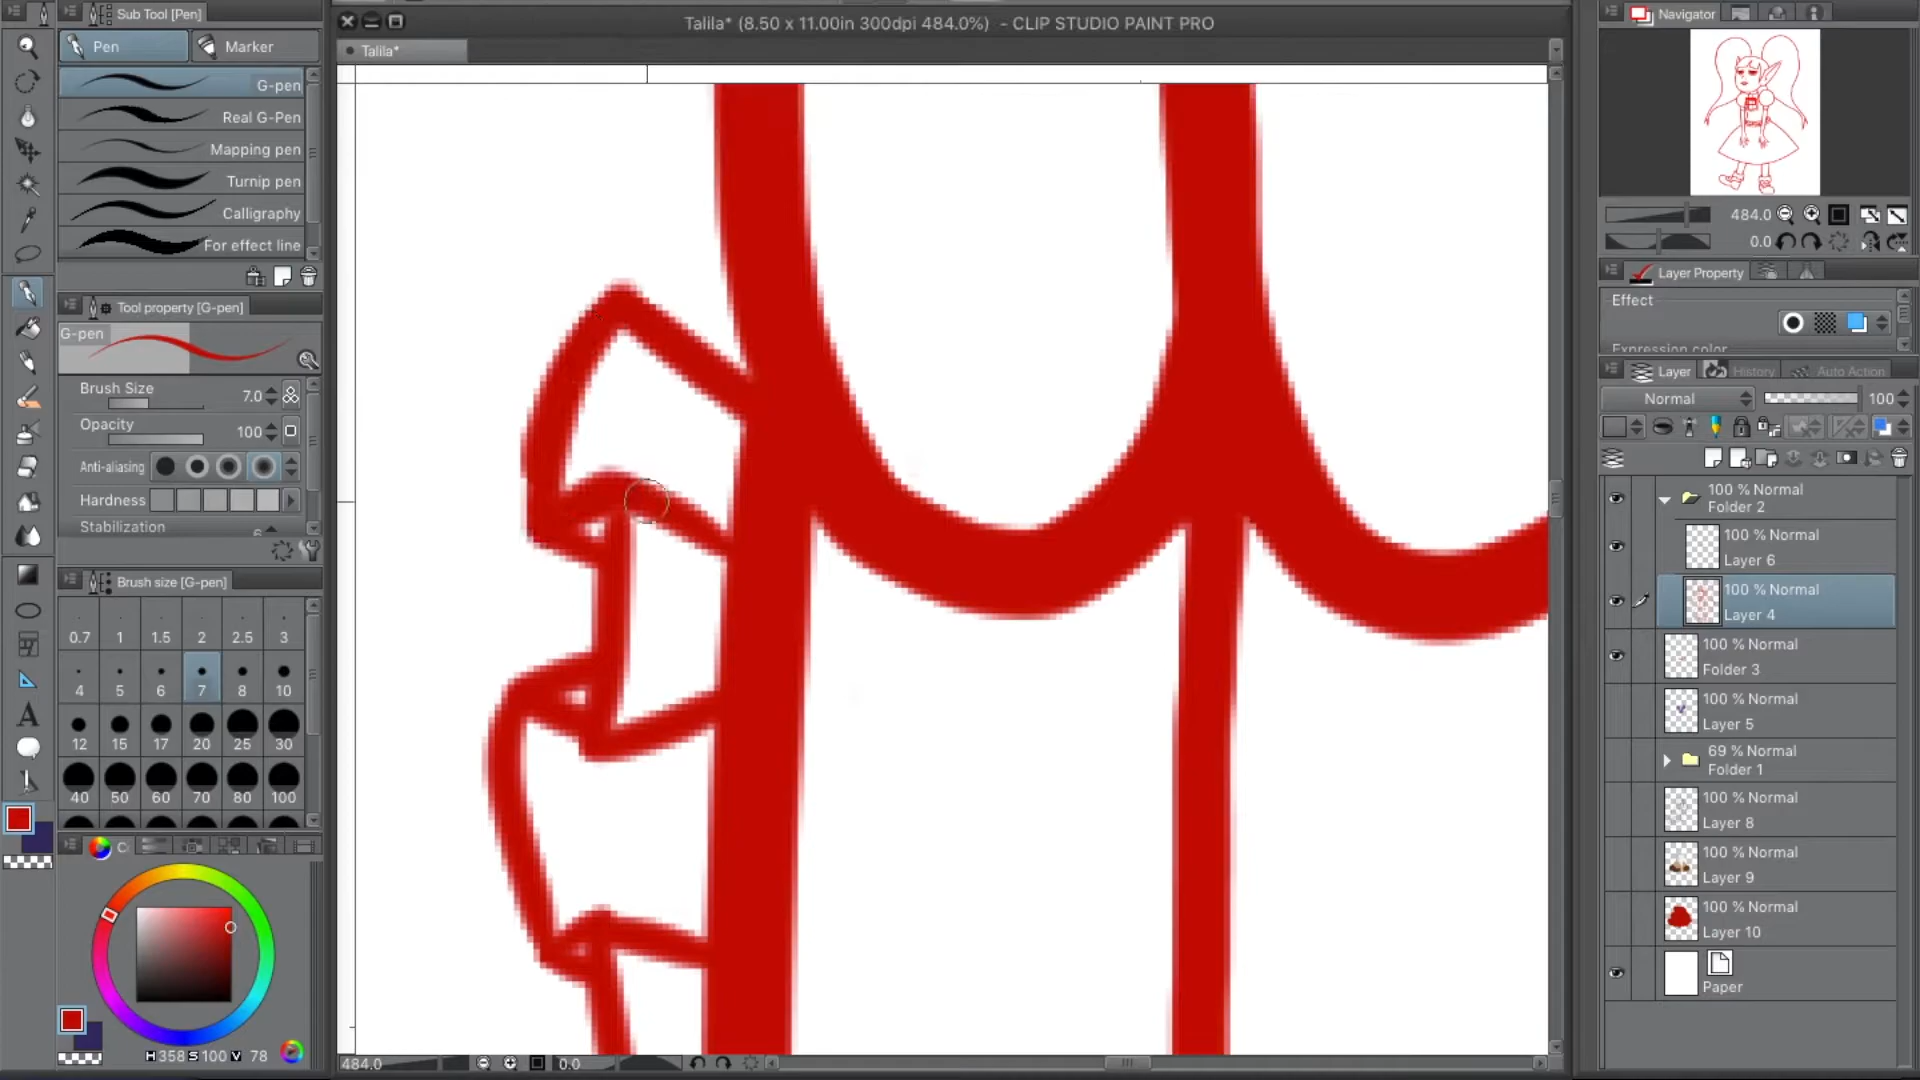 Sub Tool [Pen]
Pen
Marker
G-pen
Real G-Pen
Mapping pen
Turnip pen
Calligraphy
For effect line
Tool property [G-pen]
G-pen
Brush Size
7.0
Opacity
100
Anti-aliasing
Hardness
Stabilization
6
Brush size [G-pen]
0.7 1 1.5 2 2.5 3
4 5 6 7 8 10
12 15 17 20 25 30
40 50 60 70 80 100
C
H 358 S 100 V 78
Talila* (8.50 x 11.00in 300dpi 484.0%) - CLIP STUDIO PAINT PRO
Talila*
484.0
0.0
Navigator
484.0
0.0
Layer Property
Effect
Expression color
Layer
History
Auto Action
Normal
100
100 % Normal
Folder 2
100 % Normal
Layer 6
100 % Normal
Layer 4
100 % Normal
Folder 3
100 % Normal
Layer 5
69 % Normal
Folder 1
100 % Normal
Layer 8
100 % Normal
Layer 9
100 % Normal
Layer 10
Paper